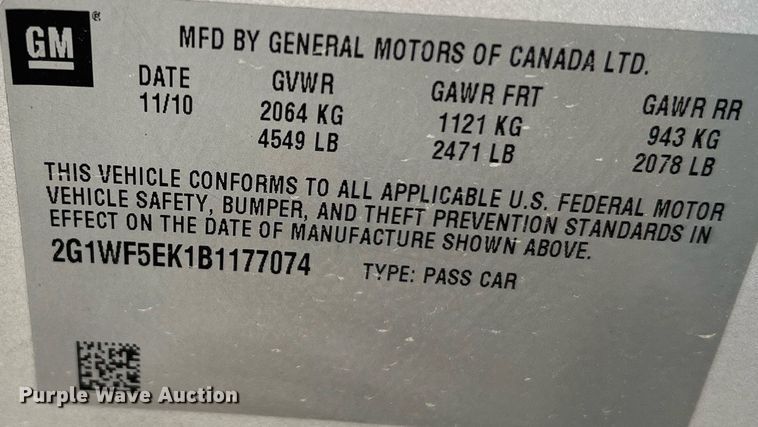 GM®
MFD BY GENERAL MOTORS OF CANADA LTD.
DATE GVWR GAWR FRT GAWR RR
11/10 2064 KG 1121 KG 943 KG
4549 LB 2471 LB 2078 LB
THIS VEHICLE CONFORMS TO ALL APPLICABLE U.S. FEDERAL MOTOR
VEHICLE SAFETY, BUMPER, AND THEFT PREVENTION STANDARDS IN
EFFECT ON THE DATE OF MANUFACTURE SHOWN ABOVE.
2G1WF5EK1B1177074 TYPE: PASS CAR
Purple Wave Auction